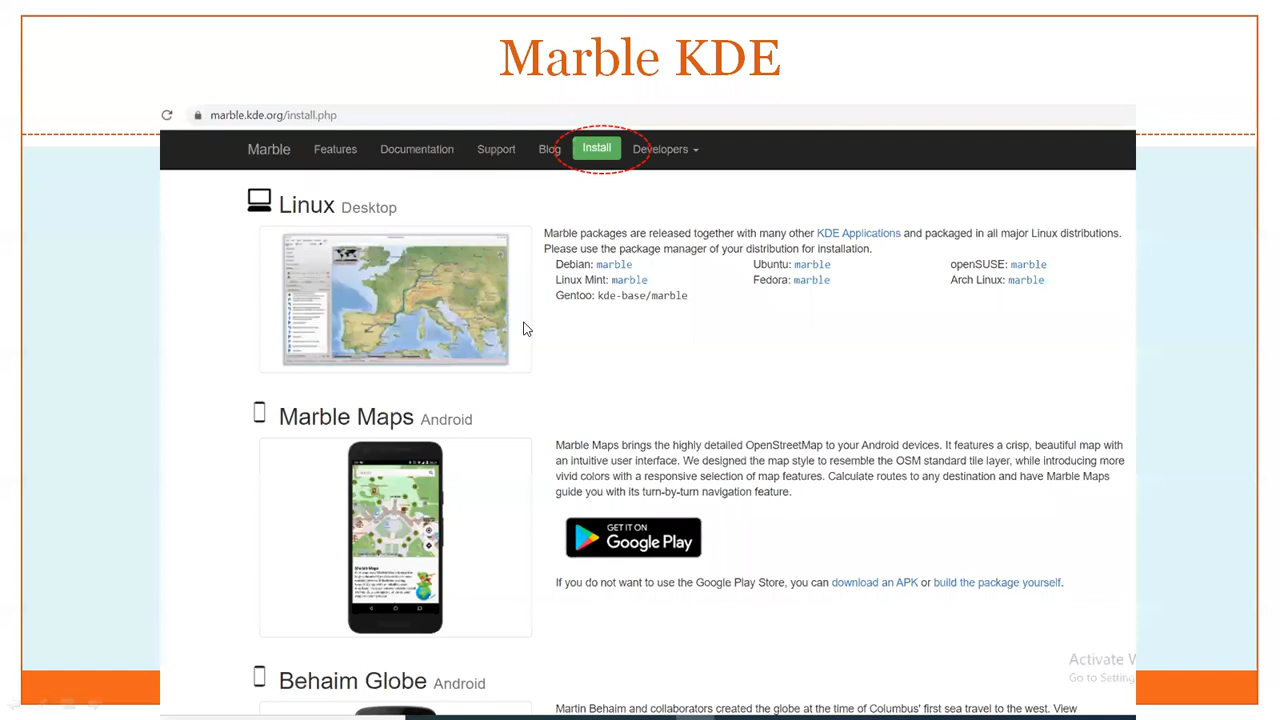 Marble KDE
marble.kde.org/install.php
Marble Features Documentation Support Blog Install Developers
Linux Desktop
Marble packages are released together with many other KDE Applications and packaged in all major Linux distributions.
Please use the package manager of your distribution for installation.
Debian: marble Ubuntu: marble openSUSE: marble
Linux Mint: marble Fedora: marble Arch Linux: marble
Gentoo: kde-base/marble
Marble Maps Android
Marble Maps brings the highly detailed OpenStreetMap to your Android devices. It features a crisp, beautiful map with
an intuitive user interface. We designed the map style to resemble the OSM standard tile layer, while introducing more
vivid colors with a responsive selection of map features. Calculate routes to any destination and have Marble Maps
guide you with its turn-by-turn navigation feature.
GET IT ON
Google Play
If you do not want to use the Google Play Store, you can download an APK or build the package yourself.
Activate W
Go to Setting
Behaim Globe Android
Martin Behaim and collaborators created the globe at the time of Columbus' first sea travel to the west. View